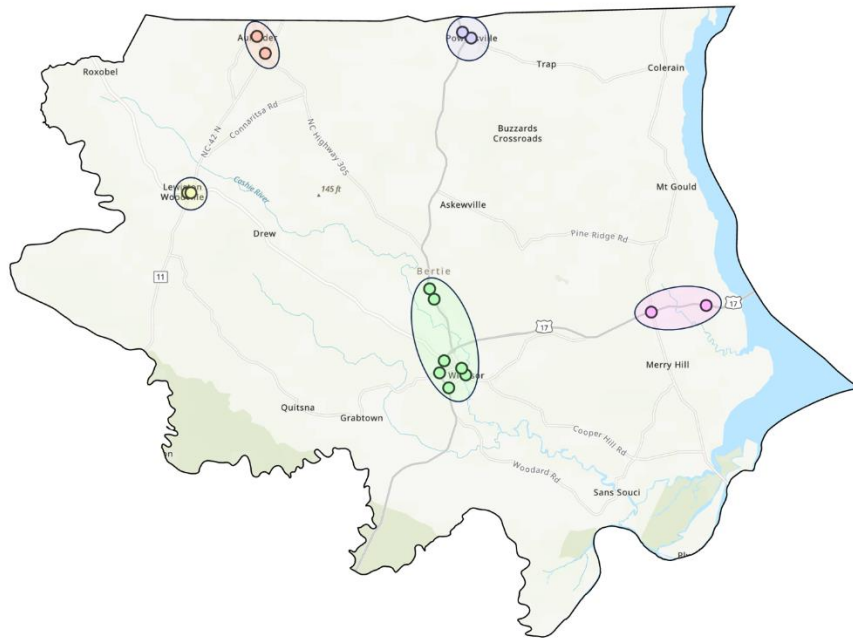 Roxobel
Trap
Colerain
NC-42 N
Connaritsa Rd
NC Highway 305
Buzzards
Crossroads
Cashie River
145 ft
Askewville
Mt Gould
Drew
Pine Ridge Rd
Bertie
11
17
17
Merry Hill
Quitsna
Grabtown
Cooper Hill Rd
Woodard Rd
Sans Souci